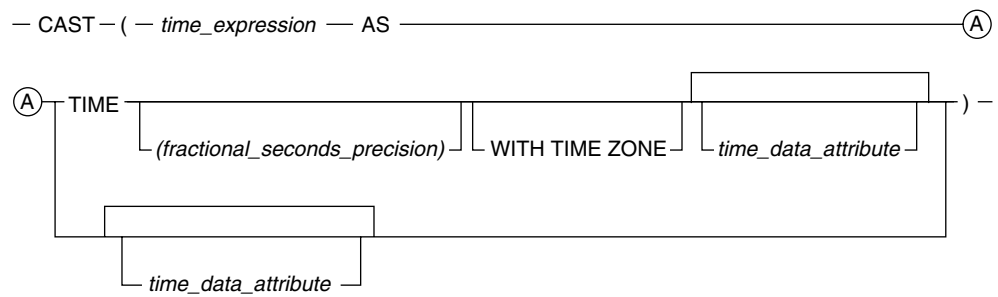 CAST ( time_expression AS A
A TIME )
(fractional_seconds_precision) WITH TIME ZONE time_data_attribute
time_data_attribute